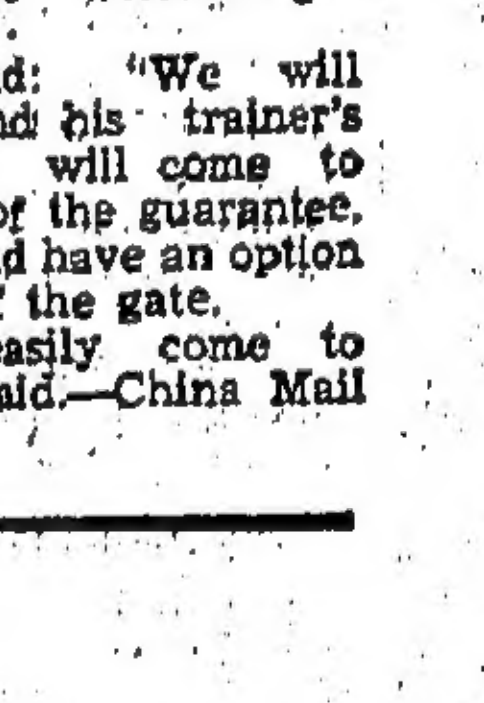 d: "We will
nd his trainer's
will come to
of the guarantee,
d have an option
the gate.
easily come to
aid.—China Mail